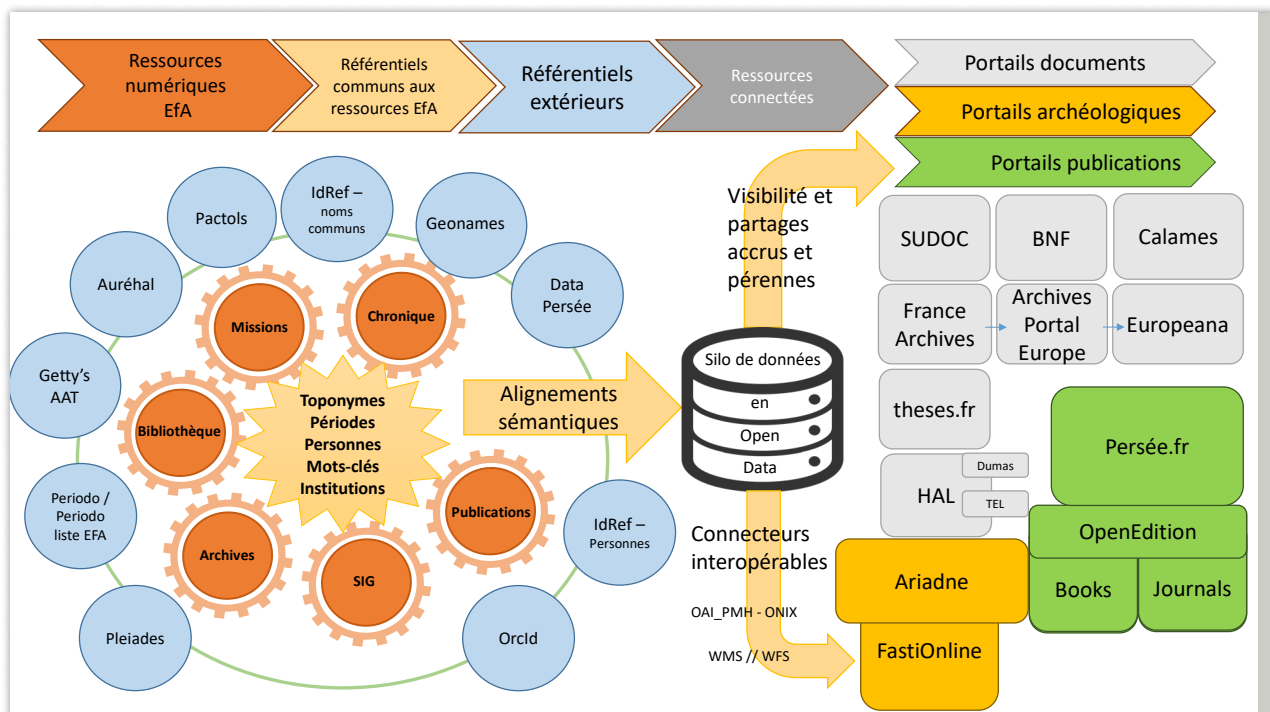 Ressources
numériques
EfA
Référentiels
communs aux
ressources EfA
Référentiels
extérieurs
Ressources
connectées
Portails documents
Portails archéologiques
Portails publications
IdRef –
noms
communs
Pactols
Geonames
Auréhal
Data
Persée
Getty's
AAT
Periodo /
Periodo
liste EFA
IdRef –
Personnes
Pleiades
OrcId
Missions
Chronique
Bibliothèque
Publications
Archives
SIG
Toponymes
Périodes
Personnes
Mots-clés
Institutions
Alignements
sémantiques
Visibilité et
partages
accrus et
pérennes
Silo de données
en
Open
Data
Connecteurs
interopérables
OAI_PMH - ONIX
WMS // WFS
SUDOC
BNF
Calames
France
Archives
Archives
Portal
Europe
Europeana
theses.fr
HAL
Dumas
TEL
Persée.fr
OpenEdition
Books
Journals
Ariadne
FastiOnline